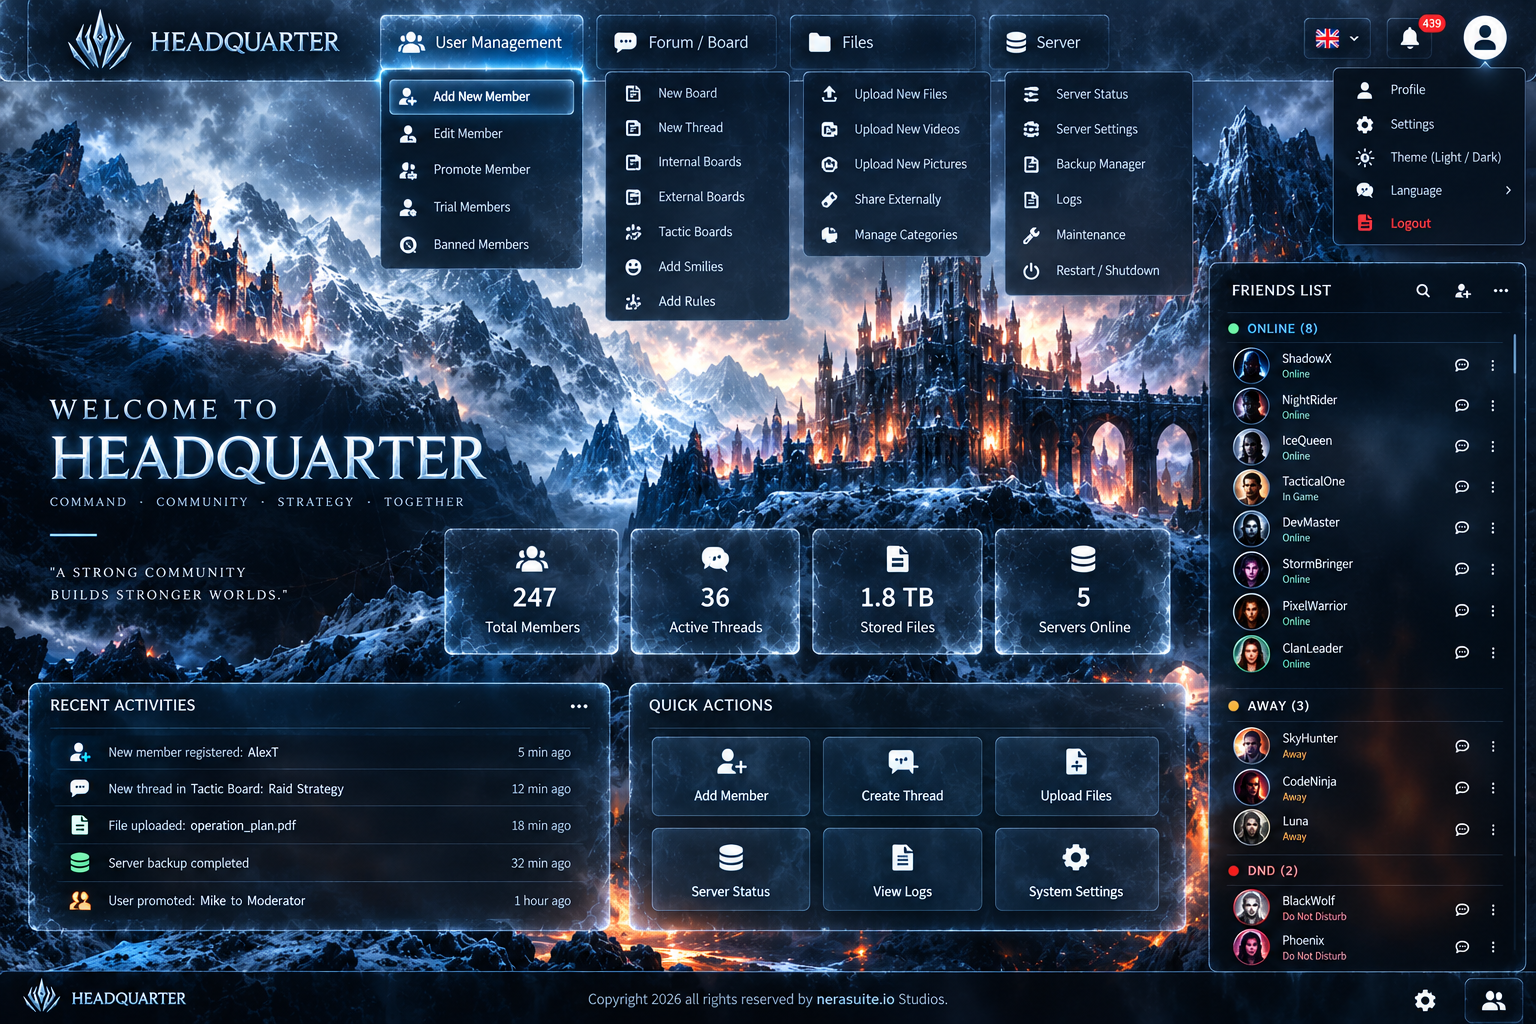 HEADQUARTER
User Management
Forum / Board
Files
Server
439
Add New Member
Edit Member
Promote Member
Trial Members
Banned Members
New Board
New Thread
Internal Boards
External Boards
Tactic Boards
Add Smilies
Add Rules
Upload New Files
Upload New Videos
Upload New Pictures
Share Externally
Manage Categories
Server Status
Server Settings
Backup Manager
Logs
Maintenance
Restart / Shutdown
Profile
Settings
Theme (Light / Dark)
Language
Logout
WELCOME TO
HEADQUARTER
COMMAND · COMMUNITY · STRATEGY · TOGETHER
"A STRONG COMMUNITY
BUILDS STRONGER WORLDS."
247
Total Members
36
Active Threads
1.8 TB
Stored Files
5
Servers Online
RECENT ACTIVITIES
New member registered: AlexT 5 min ago
New thread in Tactic Board: Raid Strategy 12 min ago
File uploaded: operation_plan.pdf 18 min ago
Server backup completed 32 min ago
User promoted: Mike to Moderator 1 hour ago
QUICK ACTIONS
Add Member
Create Thread
Upload Files
Server Status
View Logs
System Settings
FRIENDS LIST
ONLINE (8)
ShadowX
Online
NightRider
Online
IceQueen
Online
TacticalOne
In Game
DevMaster
Online
StormBringer
Online
PixelWarrior
Online
ClanLeader
Online
AWAY (3)
SkyHunter
Away
CodeNinja
Away
Luna
Away
DND (2)
BlackWolf
Do Not Disturb
Phoenix
Do Not Disturb
HEADQUARTER
Copyright 2026 all rights reserved by nerasuite.io Studios.